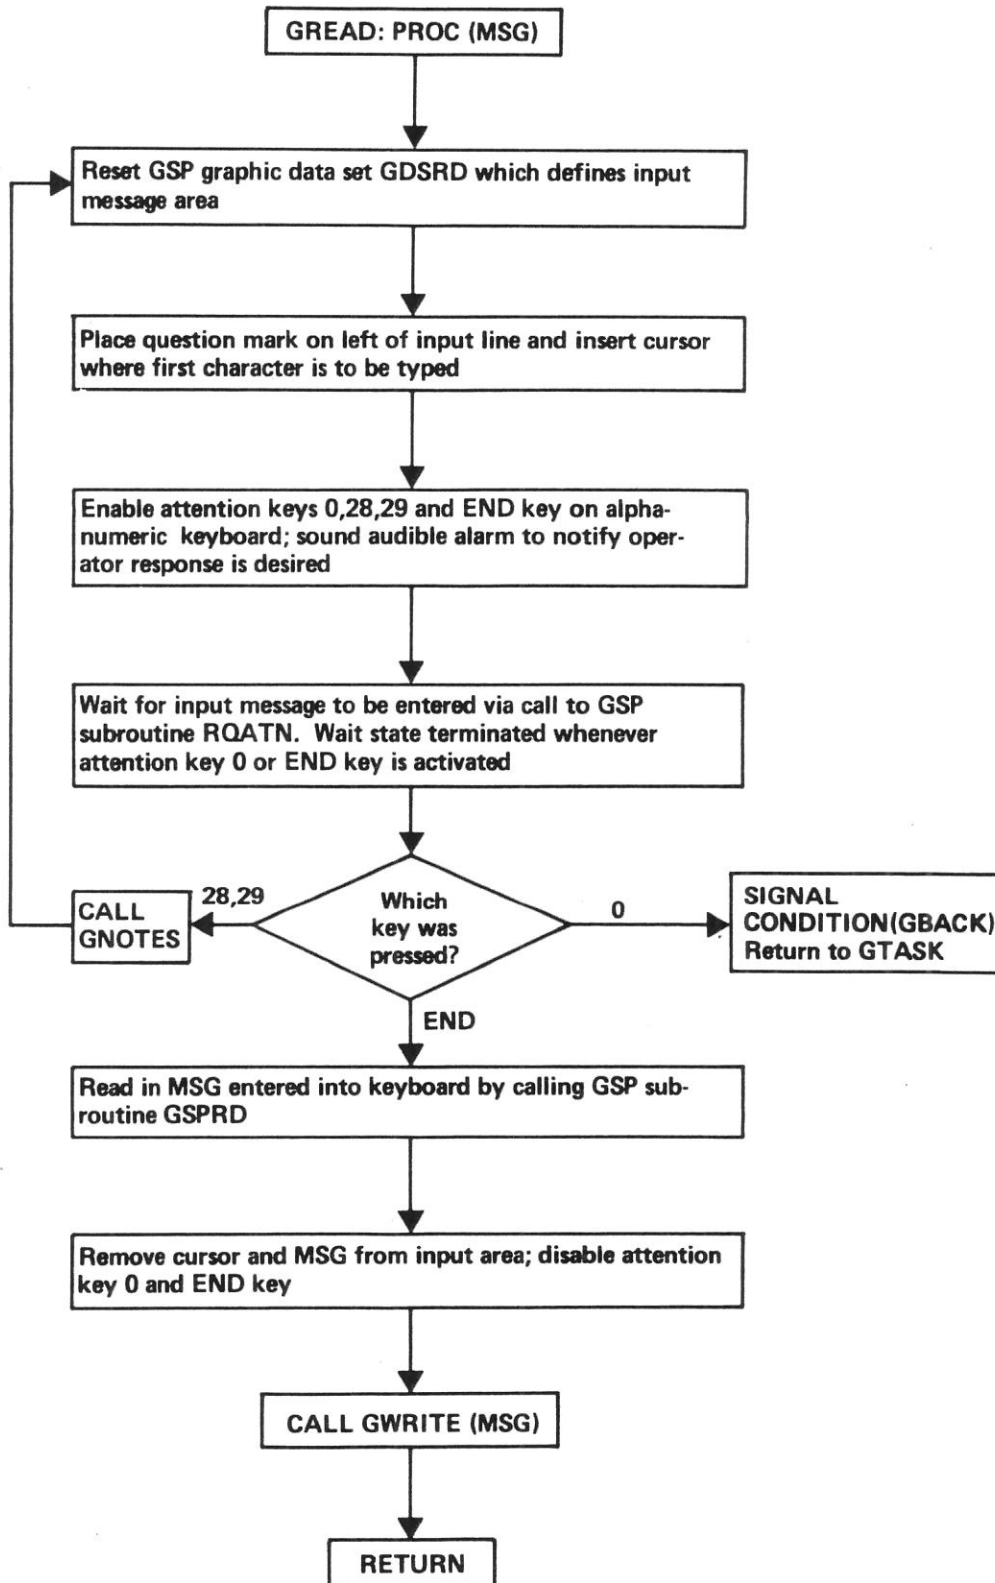 GREAD: PROC (MSG)
Reset GSP graphic data set GDSRD which defines input
message area
Place question mark on left of input line and insert cursor
where first character is to be typed
Enable attention keys 0,28,29 and END key on alpha-
numeric keyboard; sound audible alarm to notify oper-
ator response is desired
Wait for input message to be entered via call to GSP
subroutine RQATN. Wait state terminated whenever
attention key 0 or END key is activated
CALL
GNOTES
28,29
Which
key was
pressed?
0
SIGNAL
CONDITION(GBACK)
Return to GTASK
END
Read in MSG entered into keyboard by calling GSP sub-
routine GSPRD
Remove cursor and MSG from input area; disable attention
key 0 and END key
CALL GWRITE (MSG)
RETURN